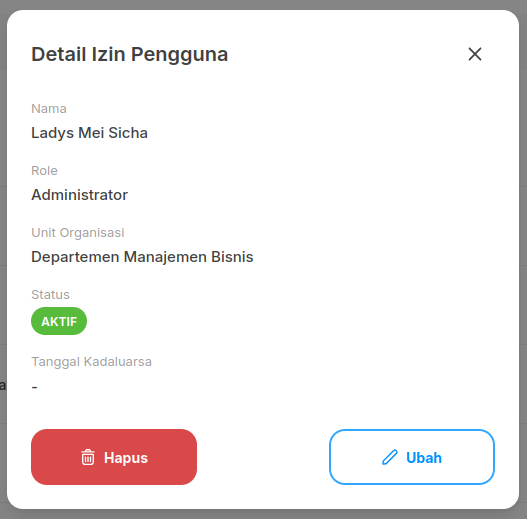 Detail Izin Pengguna
Nama
Ladys Mei Sicha
Role
Administrator
Unit Organisasi
Departemen Manajemen Bisnis
Status
AKTIF
Tanggal Kadaluarsa
-
Hapus
Ubah